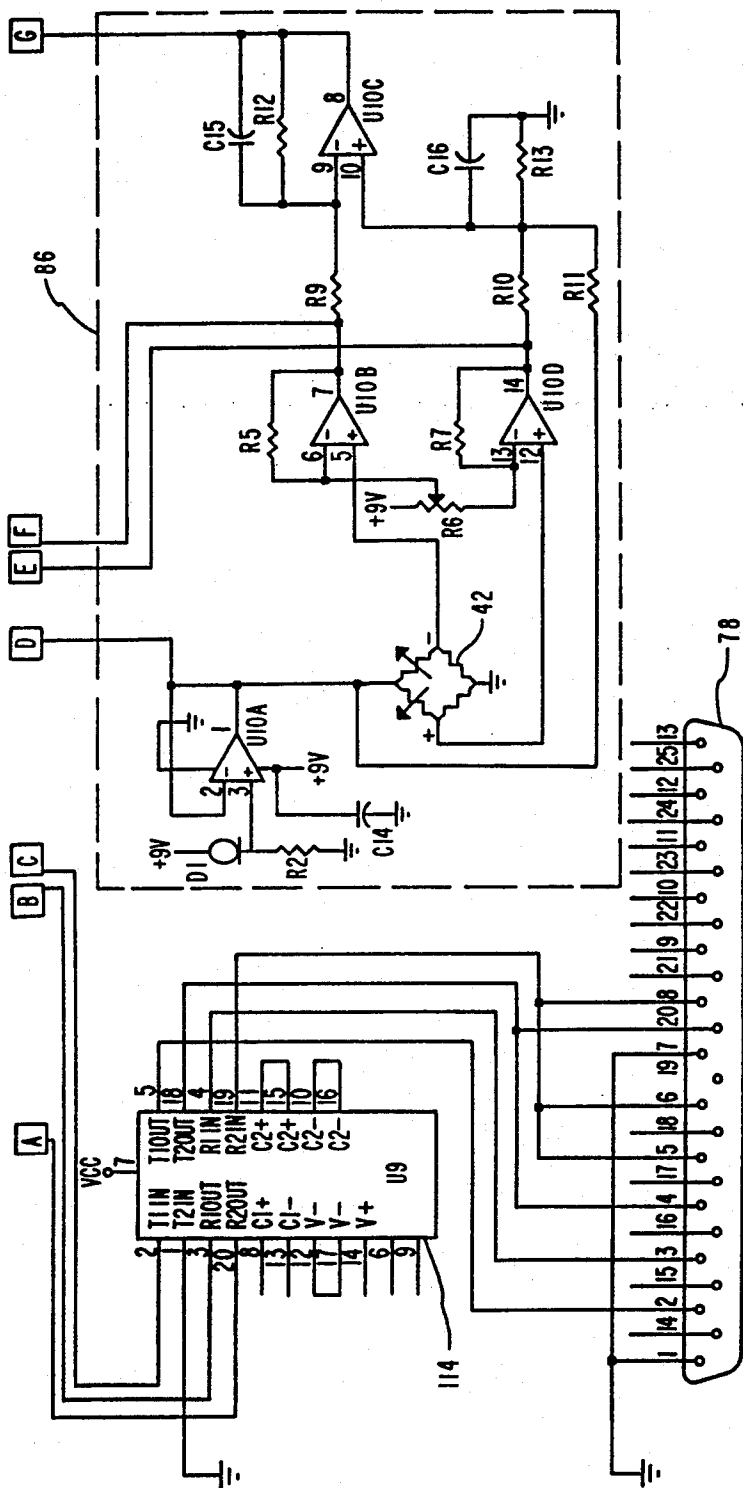 A
B
C
D
E
F
G
86
+9V
D1
R2
C14
+9V
2
3
-
+
1
U10A
+
-
42
R5
6
5
-
+
7
U10B
+9V
R6
R7
13
12
-
+
14
U10D
R9
R10
R11
C15
R12
9
10
-
+
8
U10C
C16
R13
VCC
7
2 T1IN T1OUT 5
1 T2IN T2OUT 18
3 R1OUT R1IN 4
20 R2OUT R2IN 19
8 C1+ C2+ 11
13 C1- C2+ 15
12 V- C2- 10
17 V- C2- 16
14 V+
6
9
U9
114
1 14 2 15 3 16 4 17 5 18 6 19 7 20 8 21 9 22 10 23 11 24 12 25 13
78